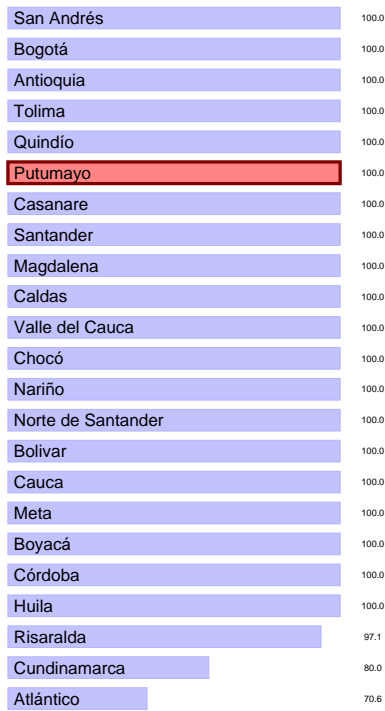 San Andrés 100.0
Bogotá 100.0
Antioquia 100.0
Tolima 100.0
Quindío 100.0
Putumayo 100.0
Casanare 100.0
Santander 100.0
Magdalena 100.0
Caldas 100.0
Valle del Cauca 100.0
Chocó 100.0
Nariño 100.0
Norte de Santander 100.0
Bolivar 100.0
Cauca 100.0
Meta 100.0
Boyacá 100.0
Córdoba 100.0
Huila 100.0
Risaralda 97.1
Cundinamarca 80.0
Atlántico 70.6